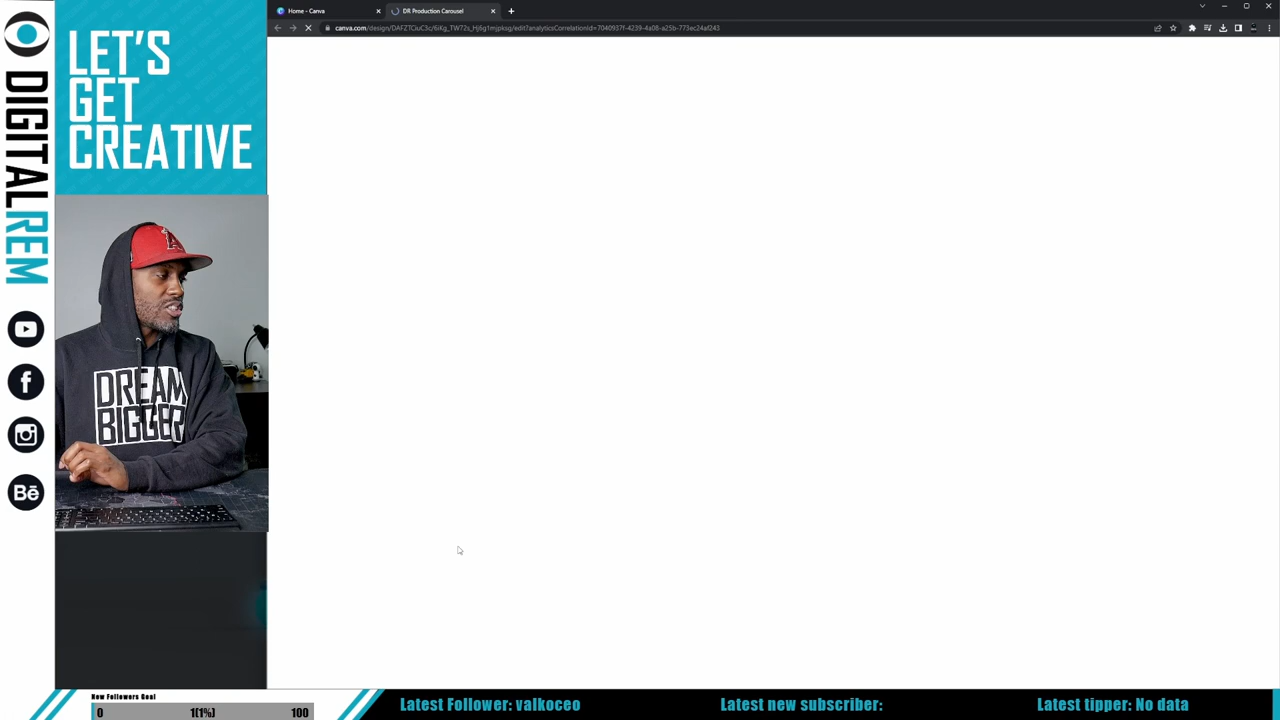 Home - Canva
DR Production Carousel
LET'S
GET
CREATIVE
DIGITALREM
DREAM
BIGGER
f
Bē
New Followers Goal
0
1(1%)
100
Latest Follower: valkoceo
Latest new subscriber:
Latest tipper: No data